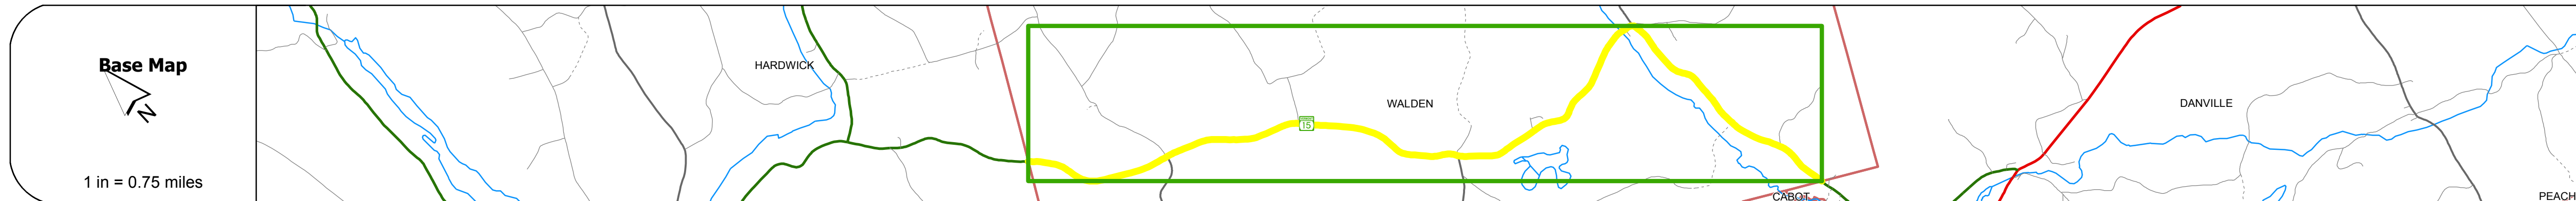 Base Map
N
1 in = 0.75 miles
HARDWICK
WALDEN
15
CABOT
DANVILLE
PEACH